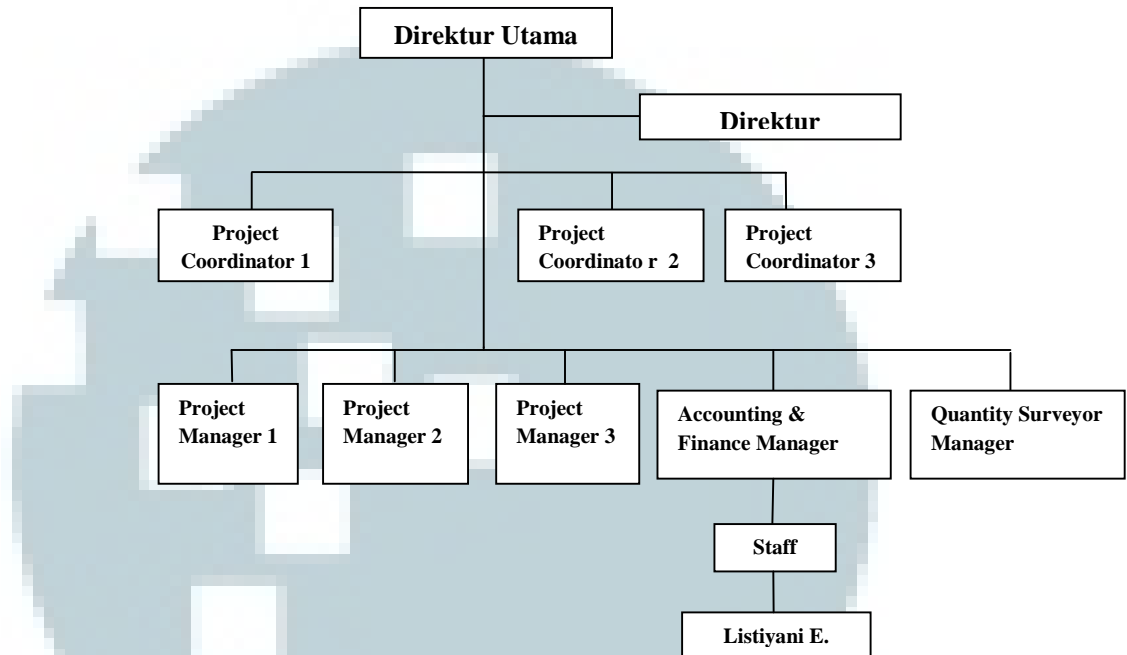 Direktur Utama
Direktur
Project
Coordinator 1
Project
Coordinato r  2
Project
Coordinator 3
Project
Manager 1
Project
Manager 2
Project
Manager 3
Accounting &
Finance Manager
Quantity Surveyor
Manager
Staff
Listiyani E.